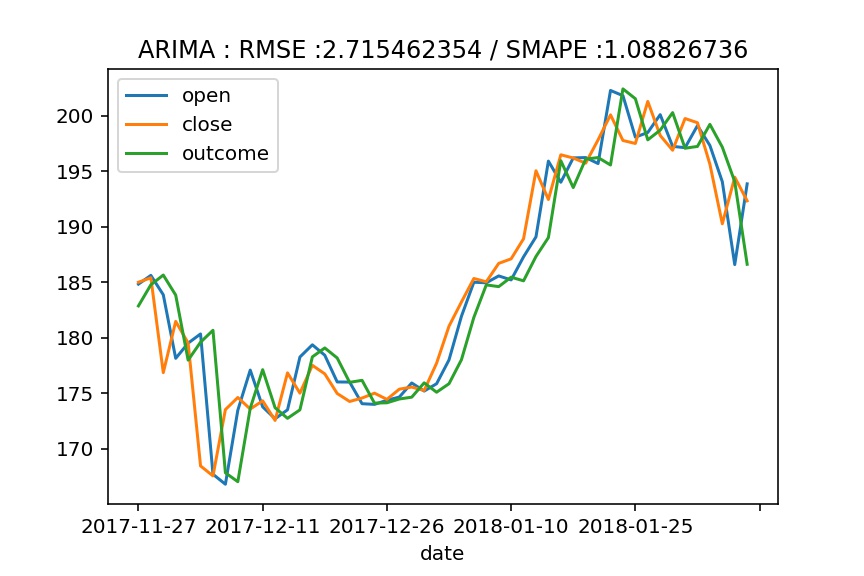 ARIMA : RMSE :2.715462354 / SMAPE :1.08826736
open
close
outcome
200
195
190
185
180
175
170
2017-11-27 2017-12-11 2017-12-26 2018-01-10 2018-01-25
date